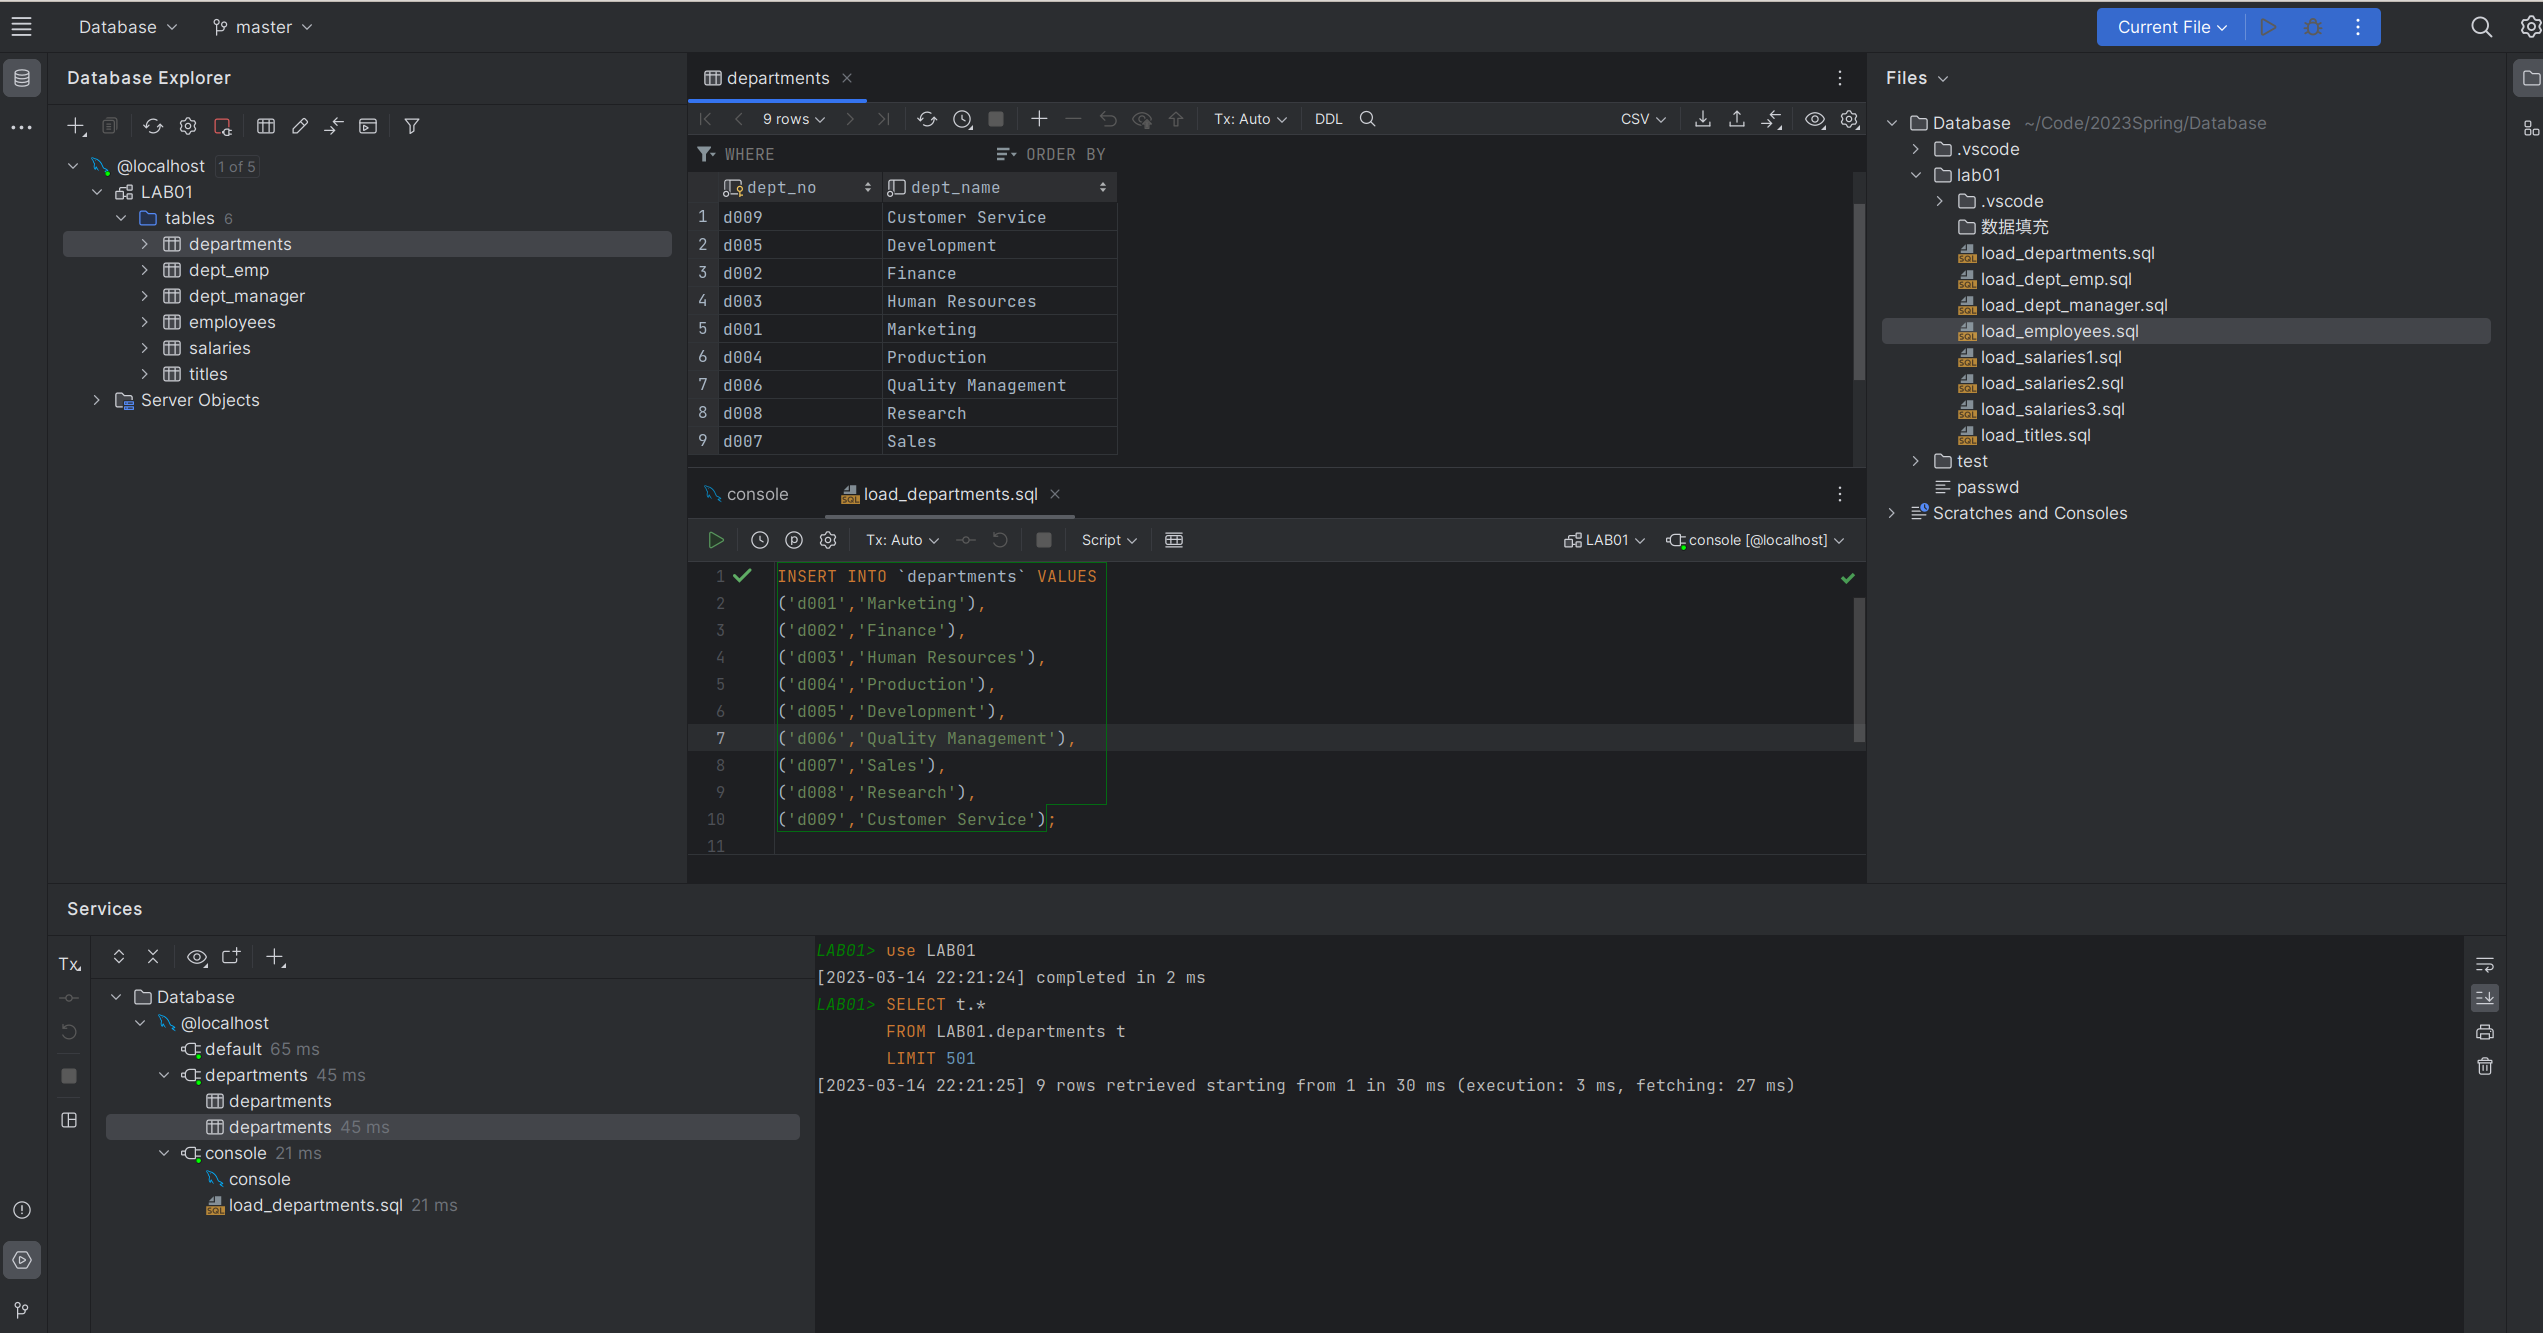 Database
master
Current File
Database Explorer
@localhost 1 of 5
LAB01
tables 6
departments
dept_emp
dept_manager
employees
salaries
titles
Server Objects
departments
9 rows
Tx: Auto
DDL
CSV
WHERE
ORDER BY
dept_no dept_name
1 d009 Customer Service
2 d005 Development
3 d002 Finance
4 d003 Human Resources
5 d001 Marketing
6 d004 Production
7 d006 Quality Management
8 d008 Research
9 d007 Sales
console
load_departments.sql
Tx: Auto
Script
LAB01
console [@localhost]
1 INSERT INTO `departments` VALUES
2 ('d001','Marketing'),
3 ('d002','Finance'),
4 ('d003','Human Resources'),
5 ('d004','Production'),
6 ('d005','Development'),
7 ('d006','Quality Management'),
8 ('d007','Sales'),
9 ('d008','Research'),
10 ('d009','Customer Service');
11
Files
Database ~/Code/2023Spring/Database
.vscode
lab01
.vscode
数据填充
load_departments.sql
load_dept_emp.sql
load_dept_manager.sql
load_employees.sql
load_salaries1.sql
load_salaries2.sql
load_salaries3.sql
load_titles.sql
test
passwd
Scratches and Consoles
Services
Tx
Database
@localhost
default 65 ms
departments 45 ms
departments
departments 45 ms
console 21 ms
console
load_departments.sql 21 ms
LAB01> use LAB01
[2023-03-14 22:21:24] completed in 2 ms
LAB01> SELECT t.*
FROM LAB01.departments t
LIMIT 501
[2023-03-14 22:21:25] 9 rows retrieved starting from 1 in 30 ms (execution: 3 ms, fetching: 27 ms)